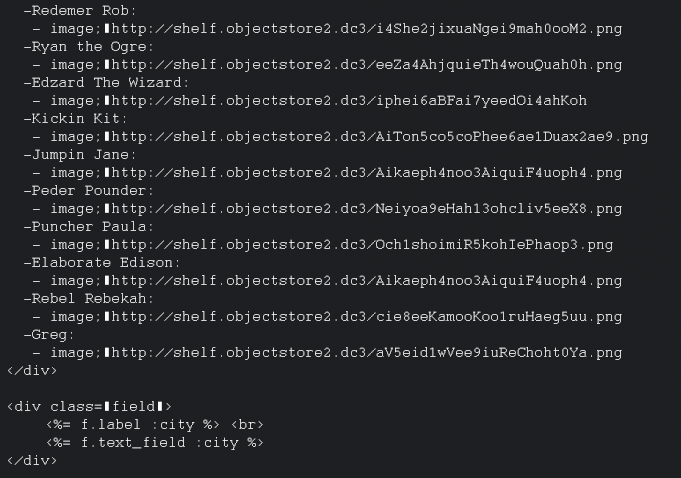 -Redemer Rob:
- image;▮http://shelf.objectstore2.dc3/i4She2jixuaNgei9mah0ooM2.png
-Ryan the Ogre:
- image;▮http://shelf.objectstore2.dc3/eeZa4AhjquieTh4wouQuah0h.png
-Edzard The Wizard:
- image;▮http://shelf.objectstore2.dc3/iphei6aBFai7yeedOi4ahKoh
-Kickin Kit:
- image;▮http://shelf.objectstore2.dc3/AiTon5co5coPhee6ae1Duax2ae9.png
-Jumpin Jane:
- image;▮http://shelf.objectstore2.dc3/Aikaeph4noo3AiquiF4uoph4.png
-Peder Pounder:
- image;▮http://shelf.objectstore2.dc3/Neiyoa9eHah13ohcliv5eeX8.png
-Puncher Paula:
- image;▮http://shelf.objectstore2.dc3/Och1shoimiR5kohIePhaop3.png
-Elaborate Edison:
- image;▮http://shelf.objectstore2.dc3/Aikaeph4noo3AiquiF4uoph4.png
-Rebel Rebekah:
- image;▮http://shelf.objectstore2.dc3/cie8eeKamooKoo1ruHaeg5uu.png
-Greg:
- image;▮http://shelf.objectstore2.dc3/aV5eid1wVee9iuReChoht0Ya.png
</div>
<div class=▮field▮>
<%= f.label :city %> <br>
<%= f.text_field :city %>
</div>